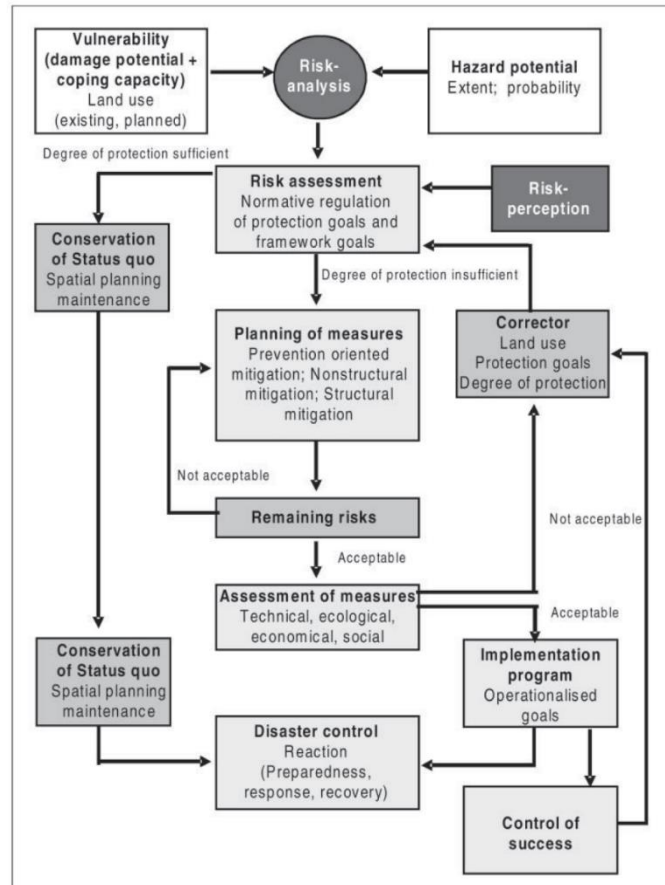 Vulnerability
(damage potential +
coping capacity)
Land use
(existing, planned)
Risk-
analysis
Hazard potential
Extent; probability
Degree of protection sufficient
Risk assessment
Normative regulation
of protection goals and
framework goals
Risk-
perception
Conservation
of Status quo
Spatial planning
maintenance
Degree of protection insufficient
Planning of measures
Prevention oriented
mitigation; Nonstructural
mitigation; Structural
mitigation
Corrector
Land use
Protection goals
Degree of protection
Not acceptable
Remaining risks
Not acceptable
Acceptable
Assessment of measures
Technical, ecological,
economical, social
Acceptable
Conservation
of Status quo
Spatial planning
maintenance
Implementation
program
Operationalised
goals
Disaster control
Reaction
(Preparedness,
response, recovery)
Control of
success